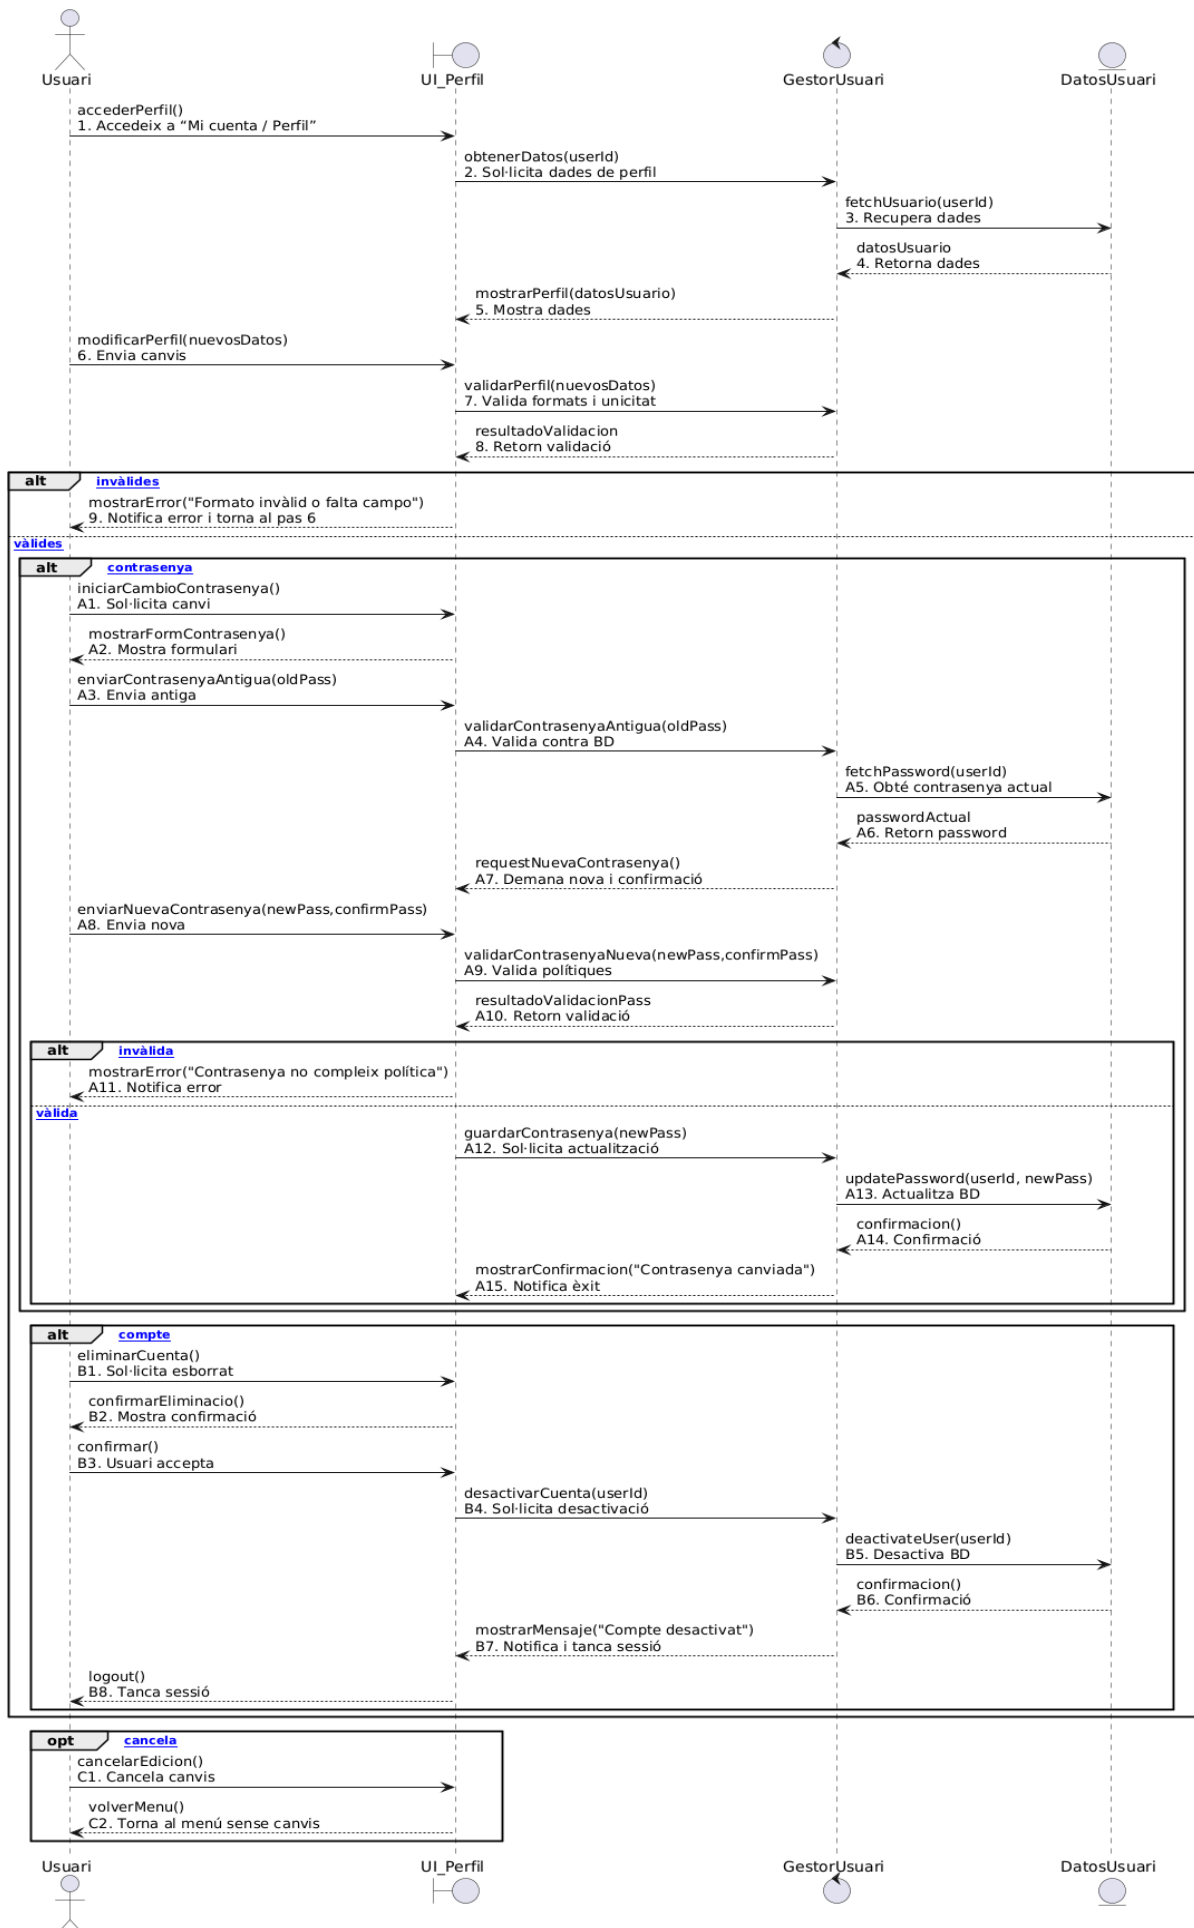 Usuari
UI_Perfil
GestorUsuari
DatosUsuari
accederPerfil()
1. Accedeix a “Mi cuenta / Perfil”
obtenerDatos(userId)
2. Sol·licita dades de perfil
fetchUsuario(userId)
3. Recupera dades
datosUsuario
4. Retorna dades
mostrarPerfil(datosUsuario)
5. Mostra dades
modificarPerfil(nuevosDatos)
6. Envia canvis
validarPerfil(nuevosDatos)
7. Valida formats i unicitat
resultadoValidacion
8. Retorn validació
alt invàlides
mostrarError("Formato invàlid o falta campo")
9. Notifica error i torna al pas 6
vàlides
alt contrasenya
iniciarCambioContrasenya()
A1. Sol·licita canvi
mostrarFormContrasenya()
A2. Mostra formulari
enviarContrasenyaAntigua(oldPass)
A3. Envia antiga
validarContrasenyaAntigua(oldPass)
A4. Valida contra BD
fetchPassword(userId)
A5. Obté contrasenya actual
passwordActual
A6. Retorn password
requestNuevaContrasenya()
A7. Demana nova i confirmació
enviarNuevaContrasenya(newPass,confirmPass)
A8. Envia nova
validarContrasenyaNueva(newPass,confirmPass)
A9. Valida polítiques
resultadoValidacionPass
A10. Retorn validació
alt invàlida
mostrarError("Contrasenya no compleix política")
A11. Notifica error
vàlida
guardarContrasenya(newPass)
A12. Sol·licita actualització
updatePassword(userId, newPass)
A13. Actualitza BD
confirmacion()
A14. Confirmació
mostrarConfirmacion("Contrasenya canviada")
A15. Notifica èxit
alt compte
eliminarCuenta()
B1. Sol·licita esborrat
confirmarEliminacio()
B2. Mostra confirmació
confirmar()
B3. Usuari accepta
desactivarCuenta(userId)
B4. Sol·licita desactivació
deactivateUser(userId)
B5. Desactiva BD
confirmacion()
B6. Confirmació
mostrarMensaje("Compte desactivat")
B7. Notifica i tanca sessió
logout()
B8. Tanca sessió
opt cancela
cancelarEdicion()
C1. Cancela canvis
volverMenu()
C2. Torna al menú sense canvis
Usuari
UI_Perfil
GestorUsuari
DatosUsuari